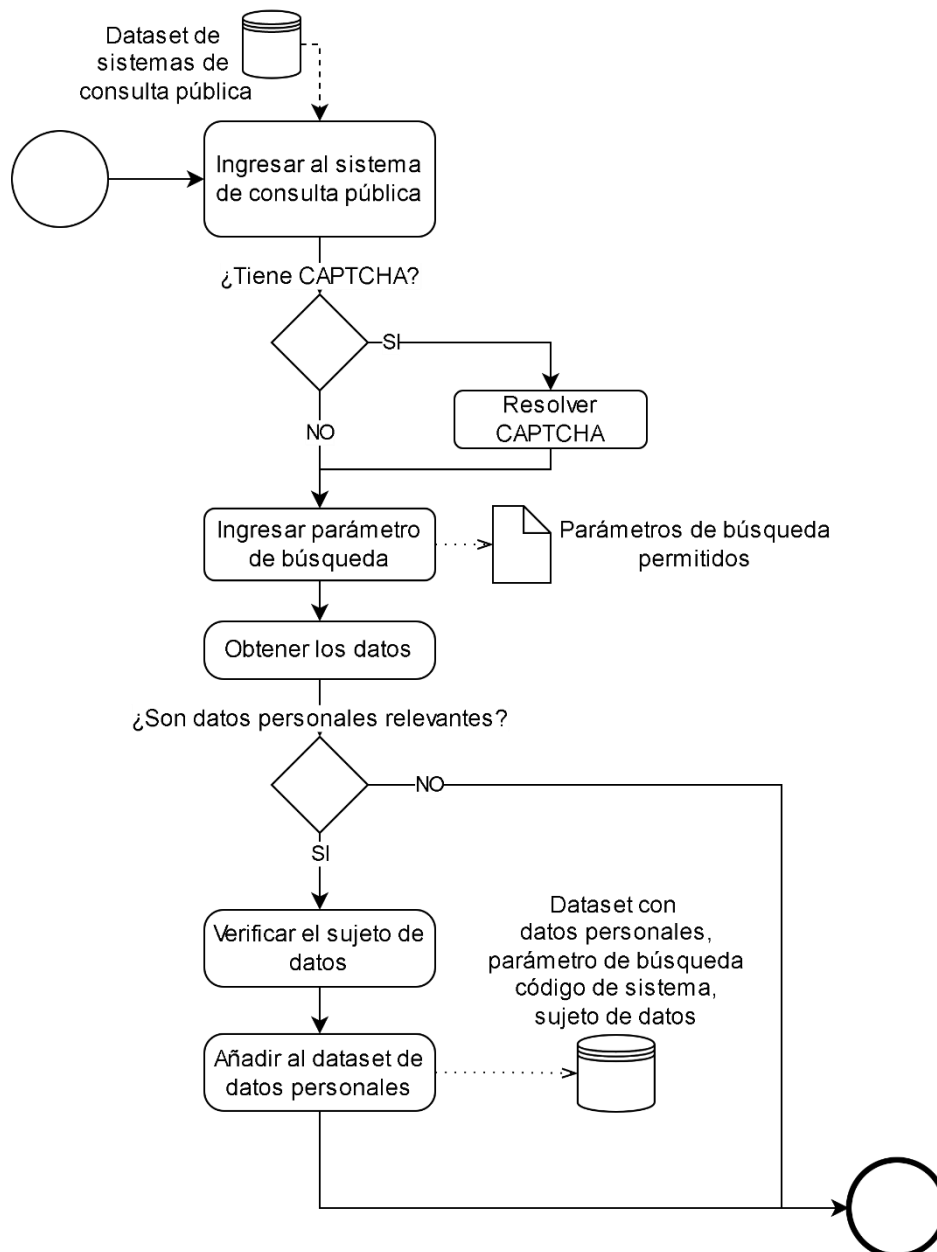 Dataset de
sistemas de
consulta pública
Ingresar al sistema
de consulta pública
¿Tiene CAPTCHA?
SI
Resolver
CAPTCHA
NO
Ingresar parámetro
de búsqueda
Parámetros de búsqueda
permitidos
Obtener los datos
¿Son datos personales relevantes?
NO
SI
Verificar el sujeto de
datos
Dataset con
datos personales,
parámetro de búsqueda
código de sistema,
sujeto de datos
Añadir al dataset de
datos personales